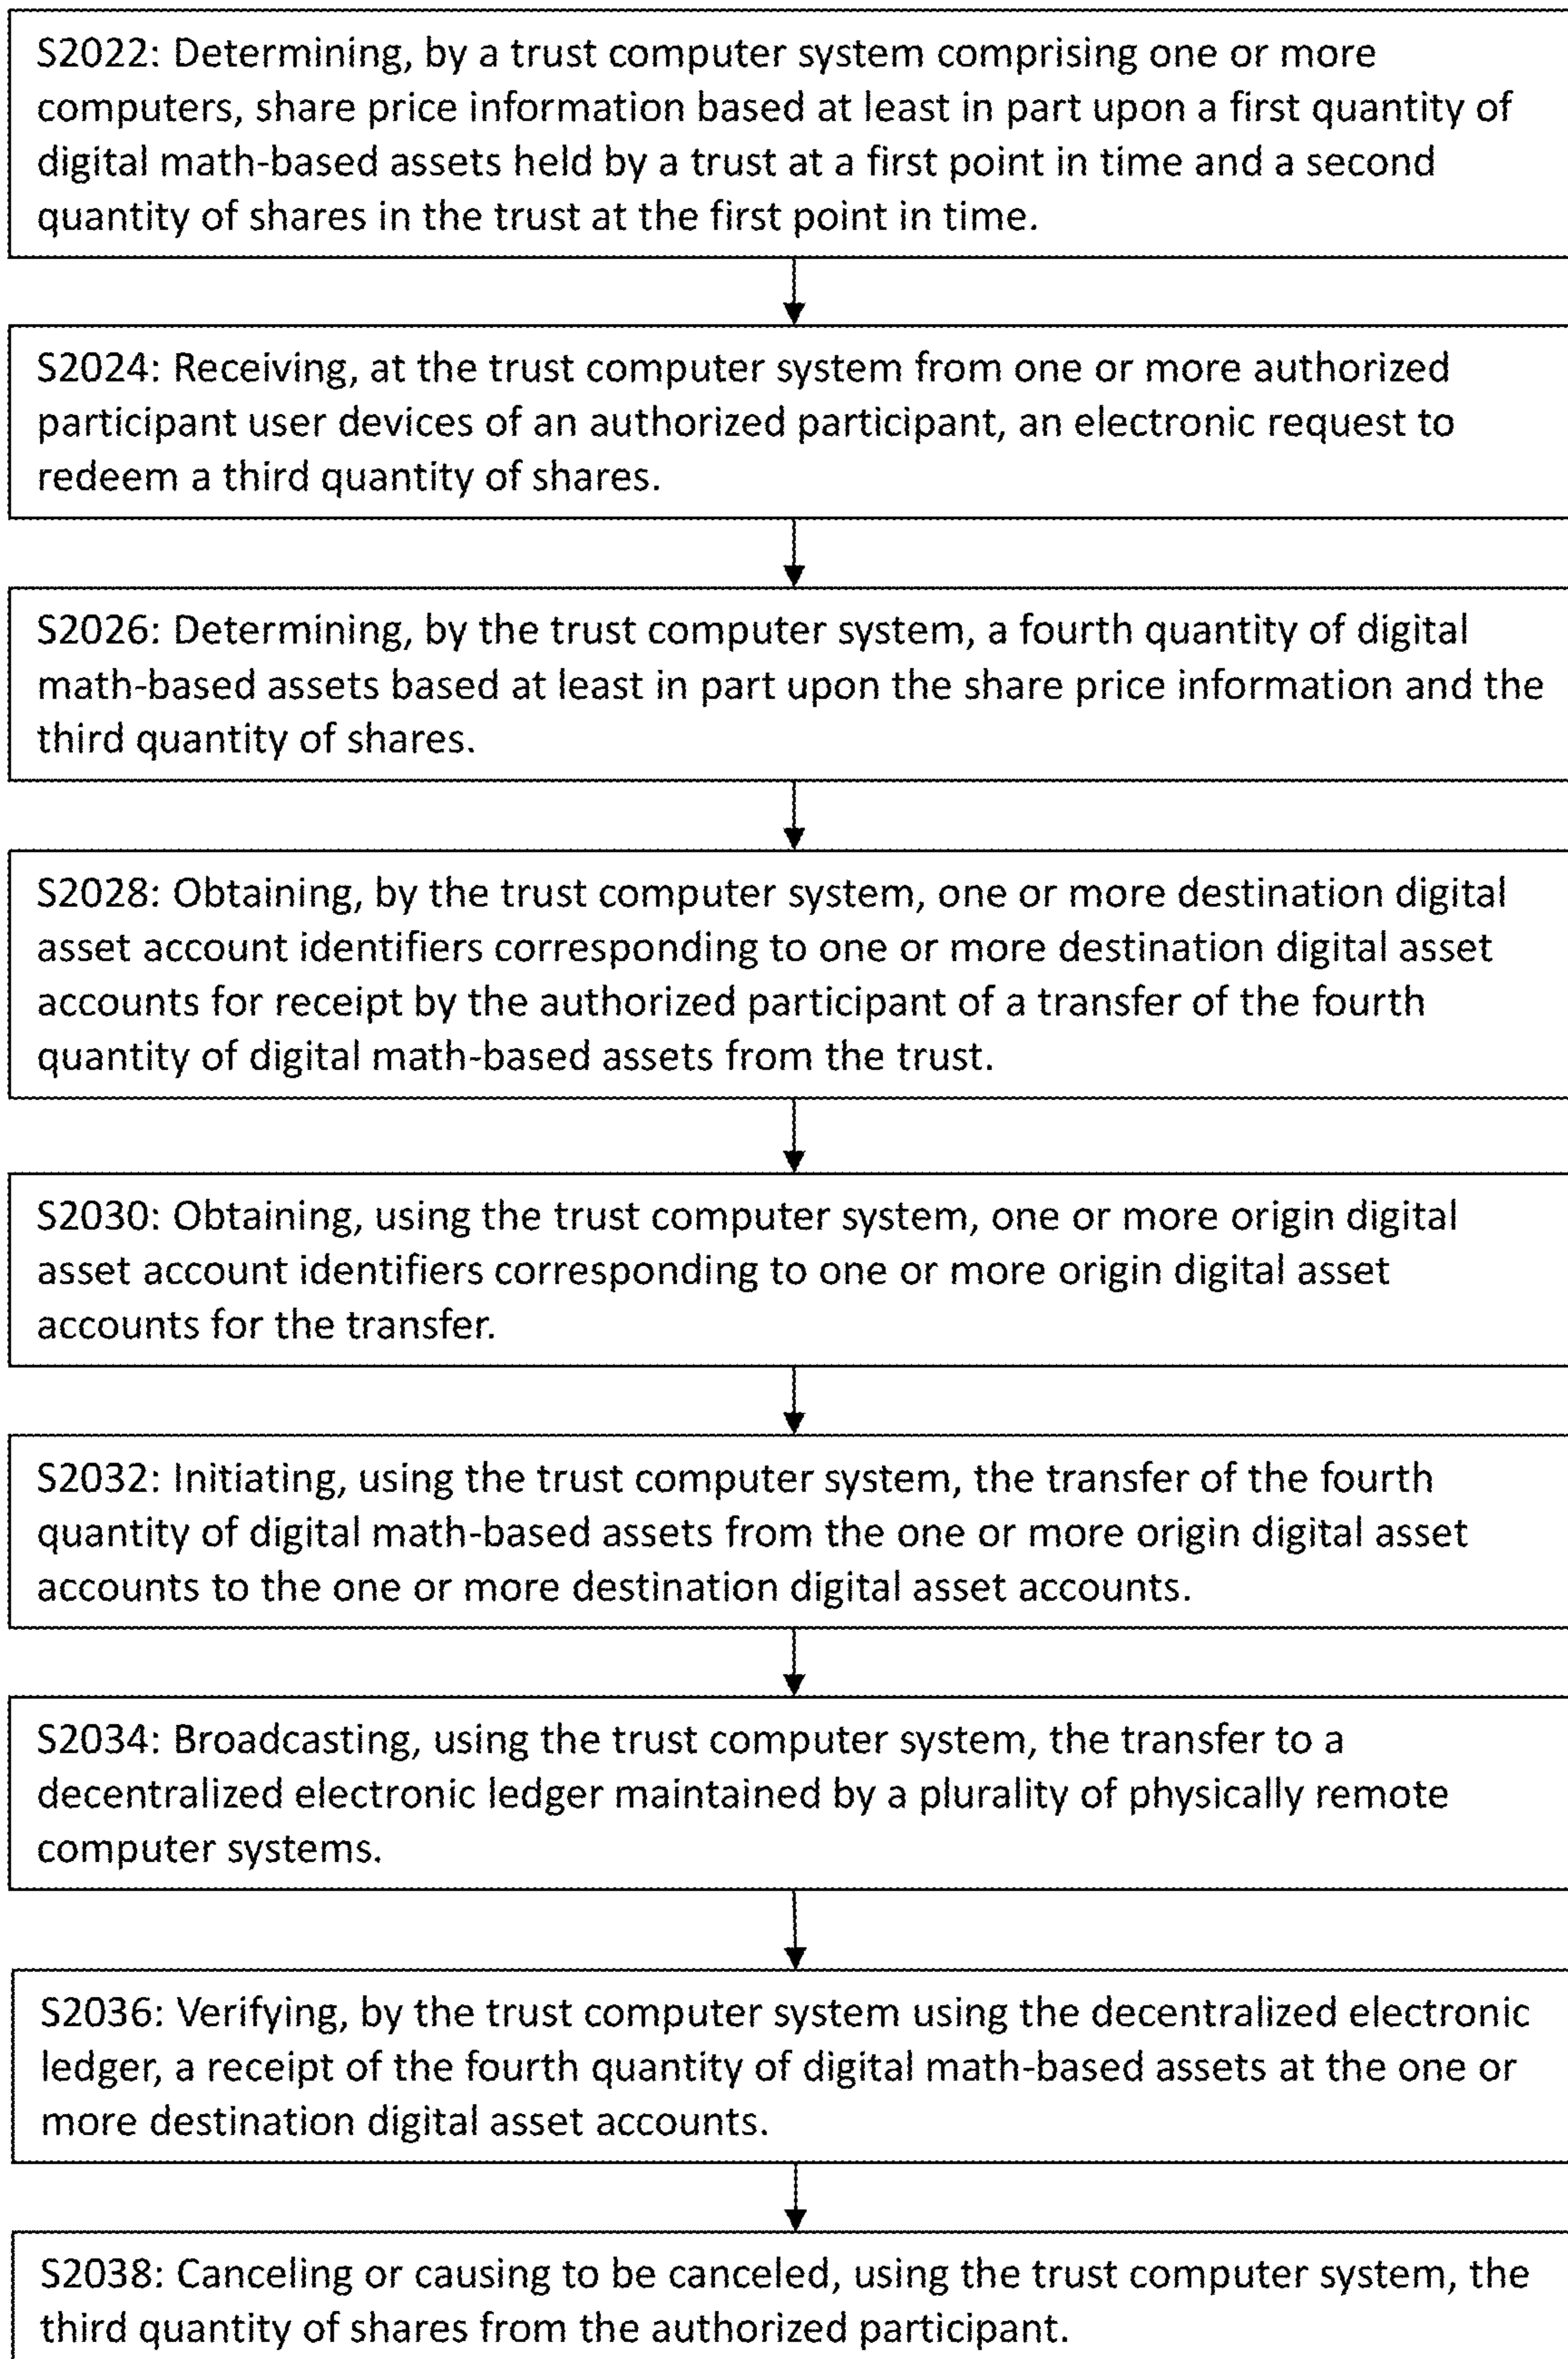 S2022: Determining, by a trust computer system comprising one or more
computers, share price information based at least in part upon a first quantity of
digital math-based assets held by a trust at a first point in time and a second
quantity of shares in the trust at the first point in time.
S2024: Receiving, at the trust computer system from one or more authorized
participant user devices of an authorized participant, an electronic request to
redeem a third quantity of shares.
S2026: Determining, by the trust computer system, a fourth quantity of digital
math-based assets based at least in part upon the share price information and the
third quantity of shares.
S2028: Obtaining, by the trust computer system, one or more destination digital
asset account identifiers corresponding to one or more destination digital asset
accounts for receipt by the authorized participant of a transfer of the fourth
quantity of digital math-based assets from the trust.
S2030: Obtaining, using the trust computer system, one or more origin digital
asset account identifiers corresponding to one or more origin digital asset
accounts for the transfer.
S2032: Initiating, using the trust computer system, the transfer of the fourth
quantity of digital math-based assets from the one or more origin digital asset
accounts to the one or more destination digital asset accounts.
S2034: Broadcasting, using the trust computer system, the transfer to a
decentralized electronic ledger maintained by a plurality of physically remote
computer systems.
S2036: Verifying, by the trust computer system using the decentralized electronic
ledger, a receipt of the fourth quantity of digital math-based assets at the one or
more destination digital asset accounts.
S2038: Canceling or causing to be canceled, using the trust computer system, the
third quantity of shares from the authorized participant.